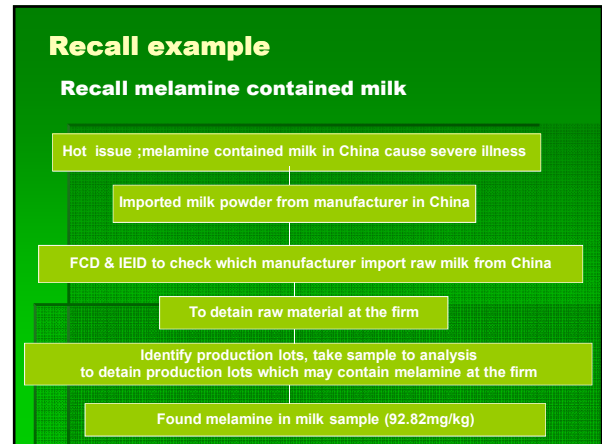 Recall example
Recall melamine contained milk
Hot issue ;melamine contained milk in China cause severe illness
Imported milk powder from manufacturer in China
FCD & IEID to check which manufacturer import raw milk from China
To detain raw material at the firm
Identify production lots, take sample to analysis
to detain production lots which may contain melamine at the firm
Found melamine in milk sample (92.82mg/kg)